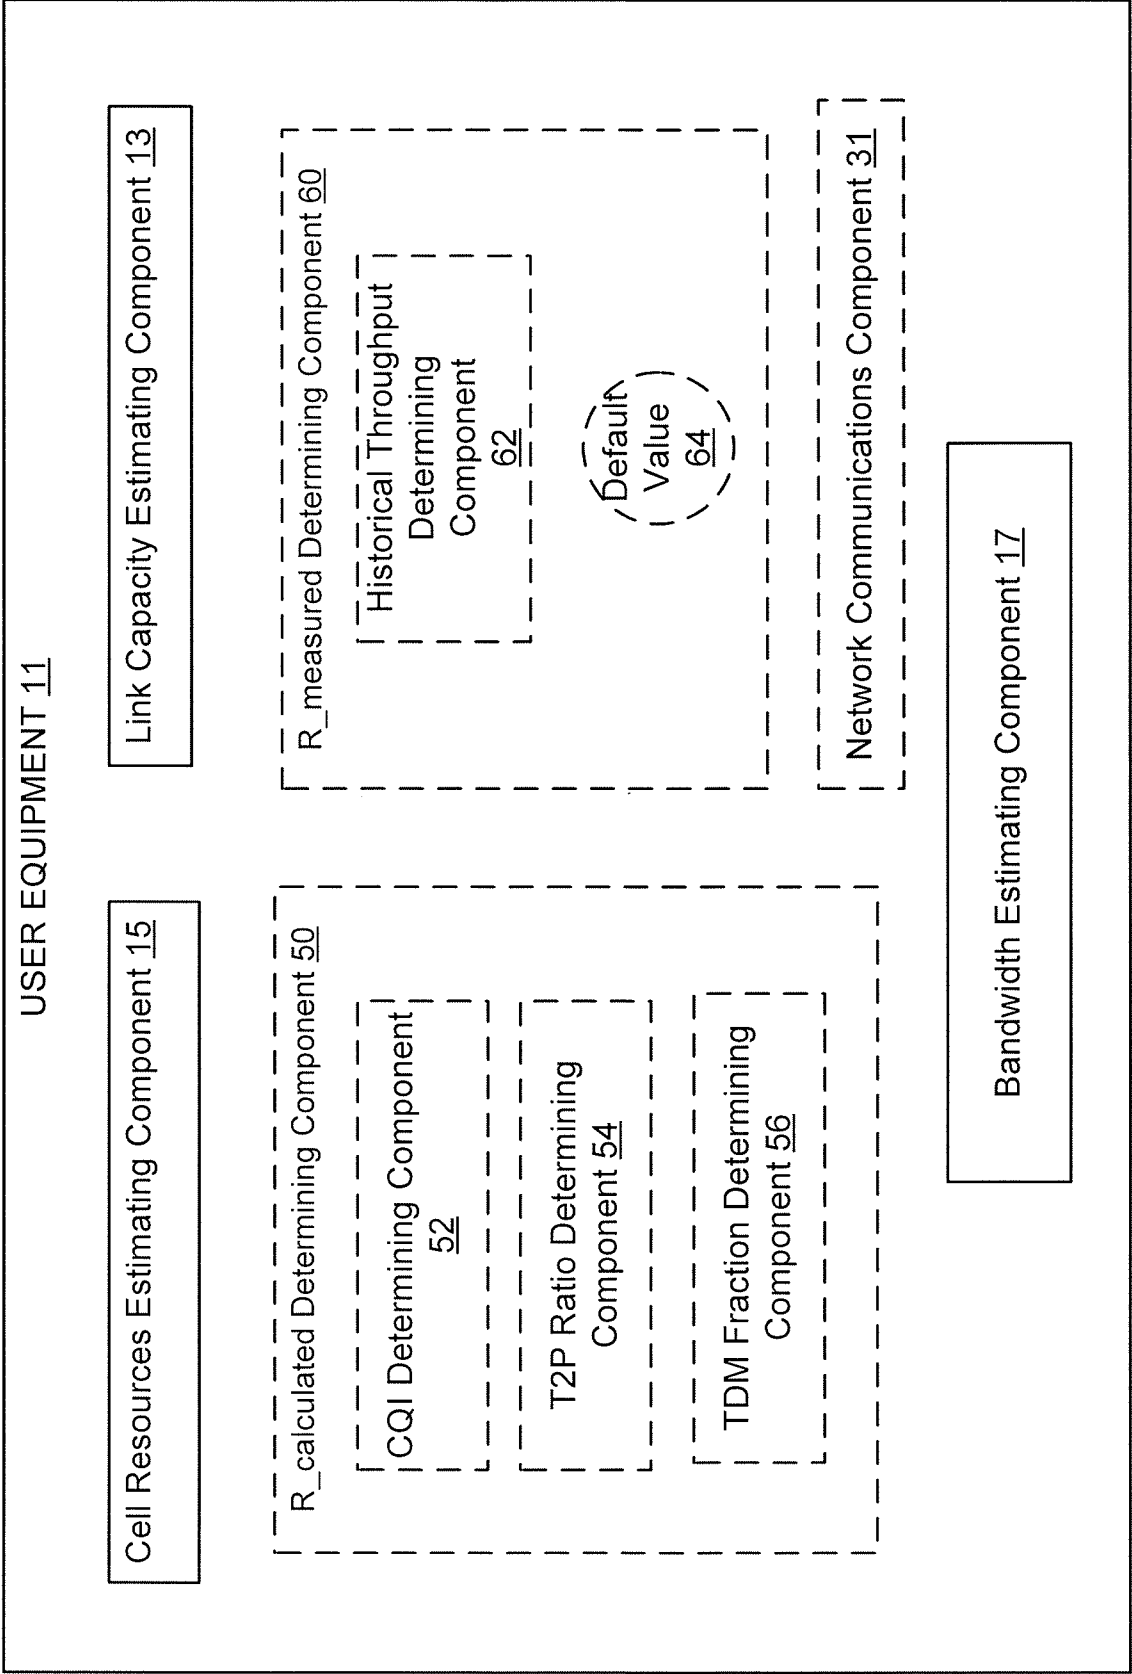 USER EQUIPMENT 11
Cell Resources Estimating Component 15
Link Capacity Estimating Component 13
R_calculated Determining Component 50
CQI Determining Component
52
T2P Ratio Determining
Component 54
TDM Fraction Determining
Component 56
R_measured Determining Component 60
Historical Throughput
Determining
Component
62
Default
Value
64
Network Communications Component 31
Bandwidth Estimating Component 17